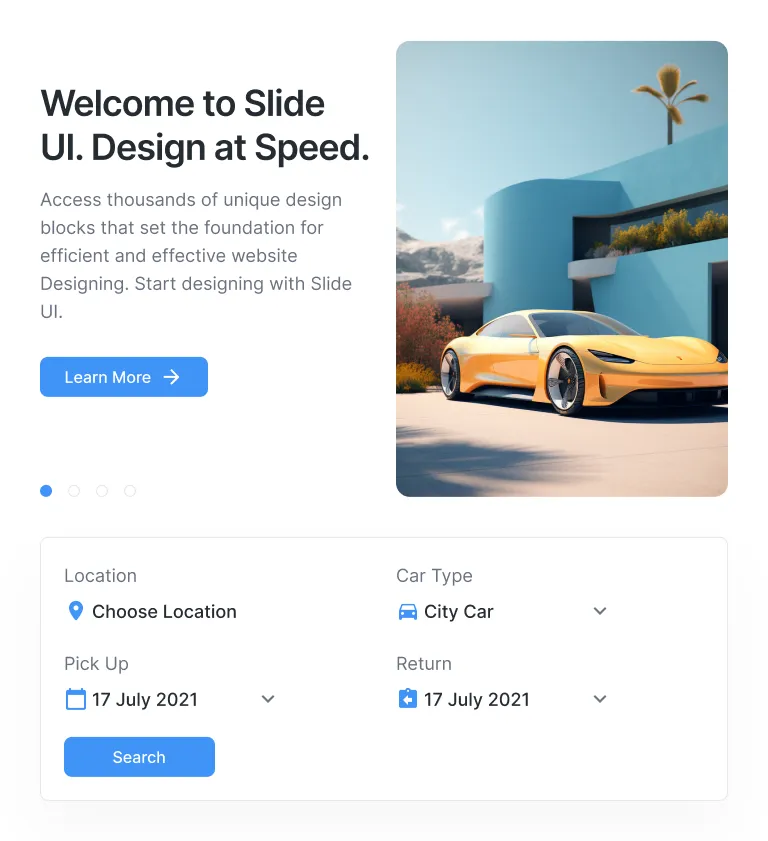 Welcome to Slide
UI. Design at Speed.
Access thousands of unique design
blocks that set the foundation for
efficient and effective website
Designing. Start designing with Slide
UI.
Learn More
Location
Choose Location
Car Type
City Car
Pick Up
17 July 2021
Return
17 July 2021
Search